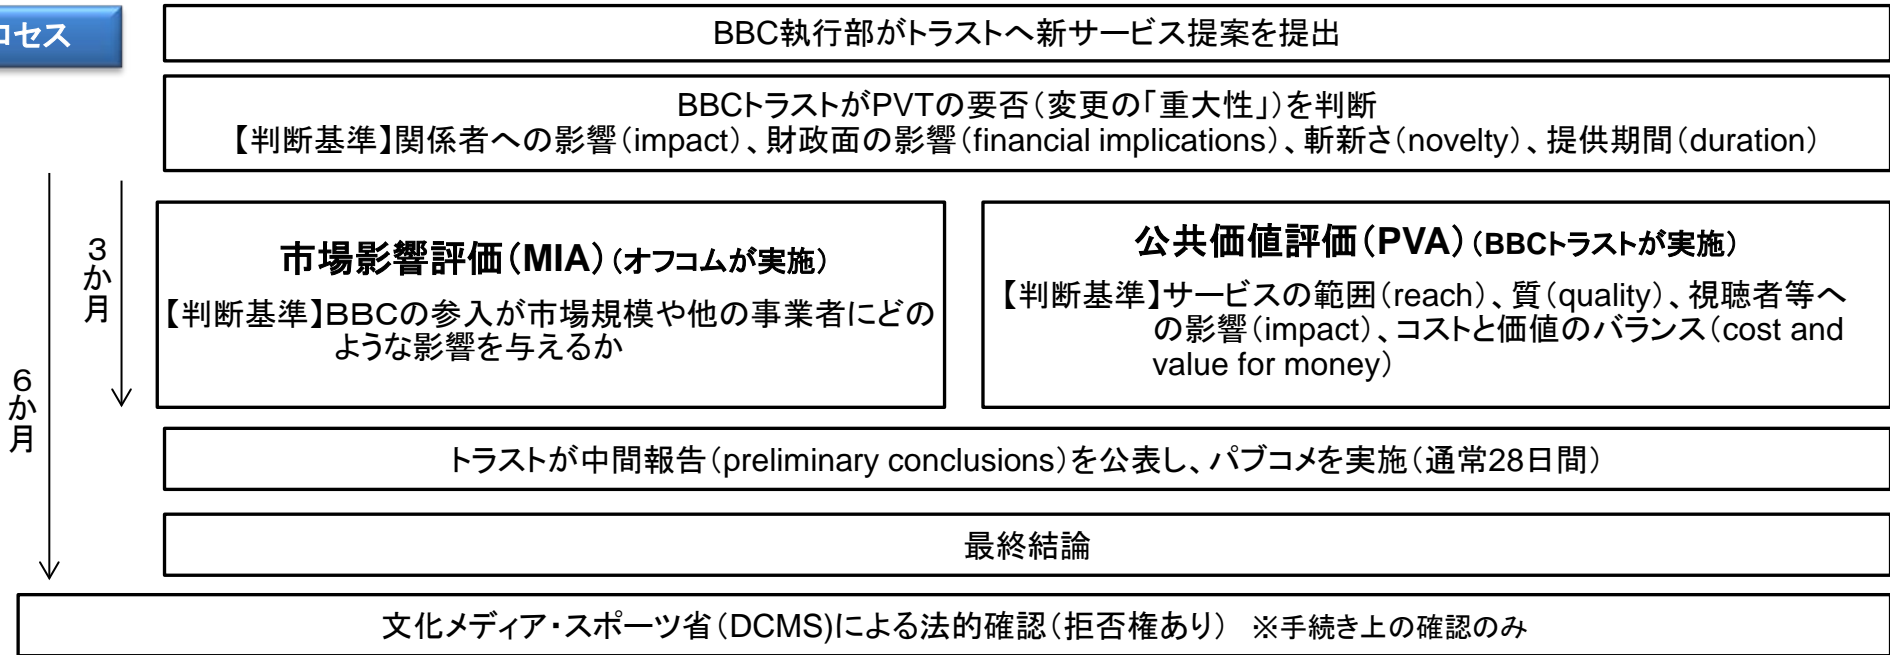 ロセス
BBC執行部がトラストへ新サービス提案を提出
BBCトラストがPVTの要否（変更の「重大性」）を判断
【判断基準】関係者への影響（impact）、財政面の影響（financial implications）、斬新さ（novelty）、提供期間（duration）
3か月
6か月
市場影響評価（MIA）（オフコムが実施）
【判断基準】ＢＢＣの参入が市場規模や他の事業者にどの
ような影響を与えるか
公共価値評価（PVA）（BBCトラストが実施）
【判断基準】サービスの範囲（reach）、質（quality）、視聴者等へ
の影響（impact）、コストと価値のバランス（cost and
value for money）
トラストが中間報告（preliminary conclusions）を公表し、パブコメを実施（通常28日間）
最終結論
文化メディア・スポーツ省（DCMS)による法的確認（拒否権あり）　※手続き上の確認のみ